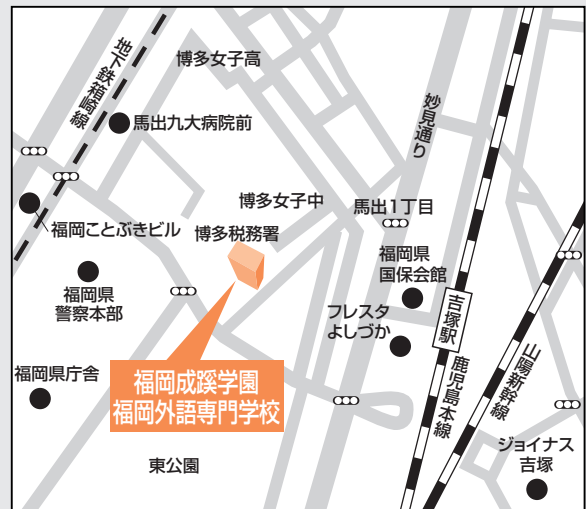 地下鉄箱崎線
博多女子高
馬出九大病院前
妙見通り
博多女子中
馬出1丁目
福岡ことぶきビル
博多税務署
福岡県
国保会館
福岡県
警察本部
フレスタ
よしづか
吉塚駅
鹿児島本線
山陽新幹線
福岡県庁舎
福岡成蹊学園
福岡外語専門学校
東公園
ジョイナス
吉塚